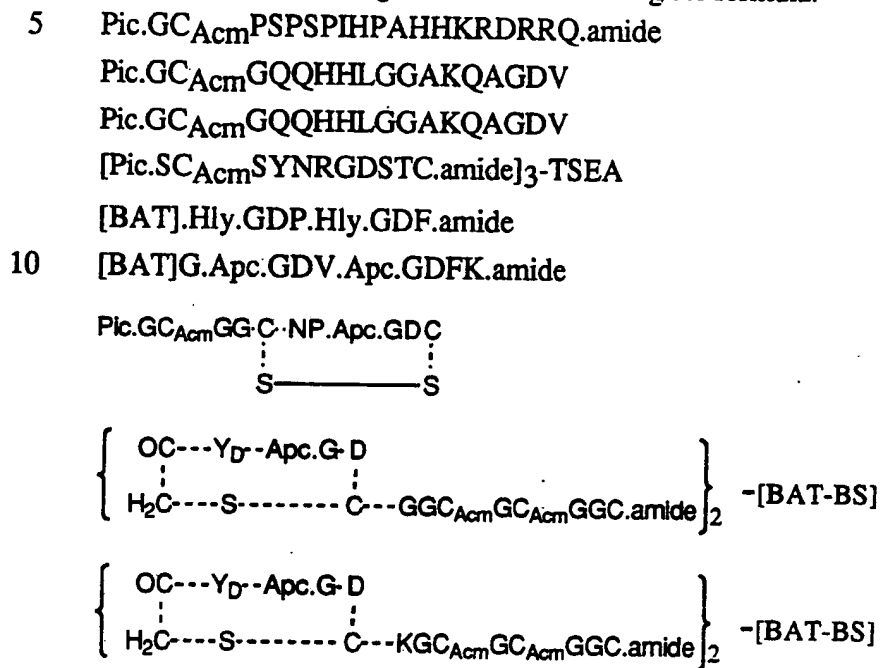 5 Pic.GCAcmPSPSPIHPAHHKRDRRQ.amide
Pic.GCAcmGQQHHLGGAKQAGDV
Pic.GCAcmGQQHHLGGAKQAGDV
[Pic.SCAcmSYNRGDSTC.amide]3-TSEA
[BAT].Hly.GDP.Hly.GDF.amide
10 [BAT]G.Apc.GDV.Apc.GDFK.amide
Pic.GCAcmGG-C--NP.Apc.GDC
S S
OC---YD--Apc.G-D
H2C----S--------C---GGCAcmGCAcmGGC.amide 2 -[BAT-BS]
OC---YD--Apc.G-D
H2C----S--------C---KGCAcmGCAcmGGC.amide 2 -[BAT-BS]